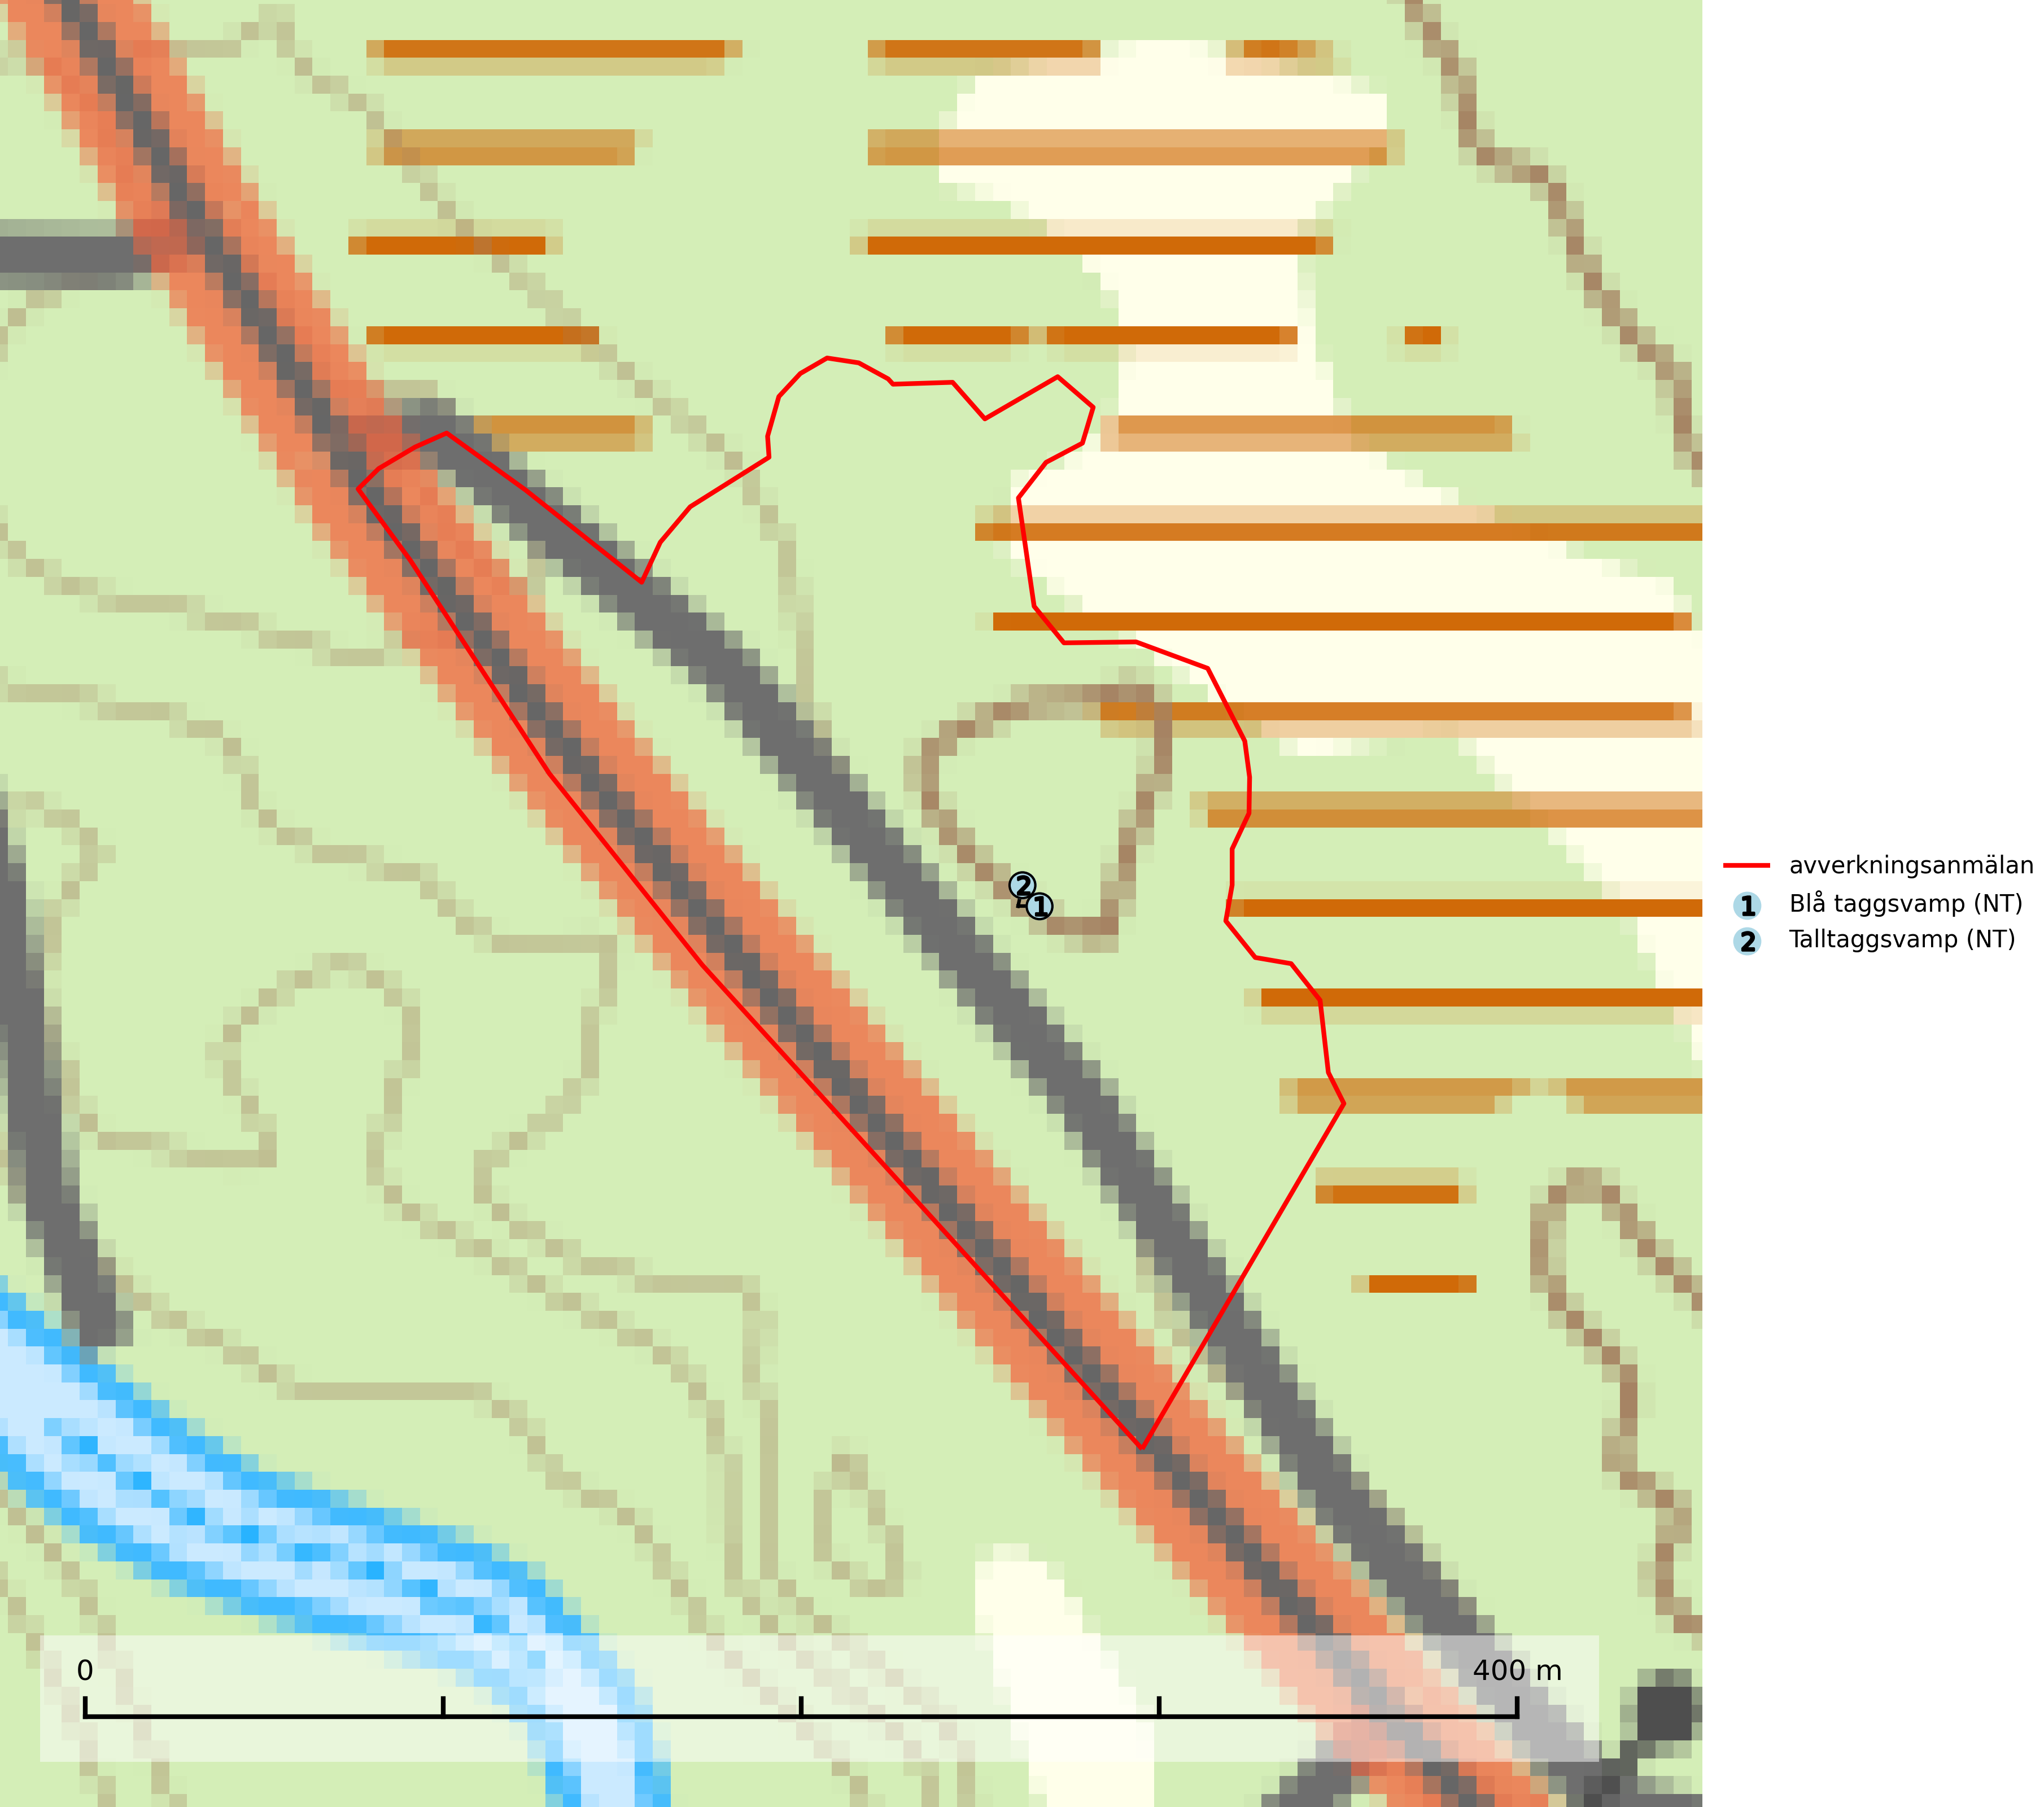 2
1
avverkningsanmälan
1 Blå taggsvamp (NT)
2 Talltaggsvamp (NT)
0 400 m